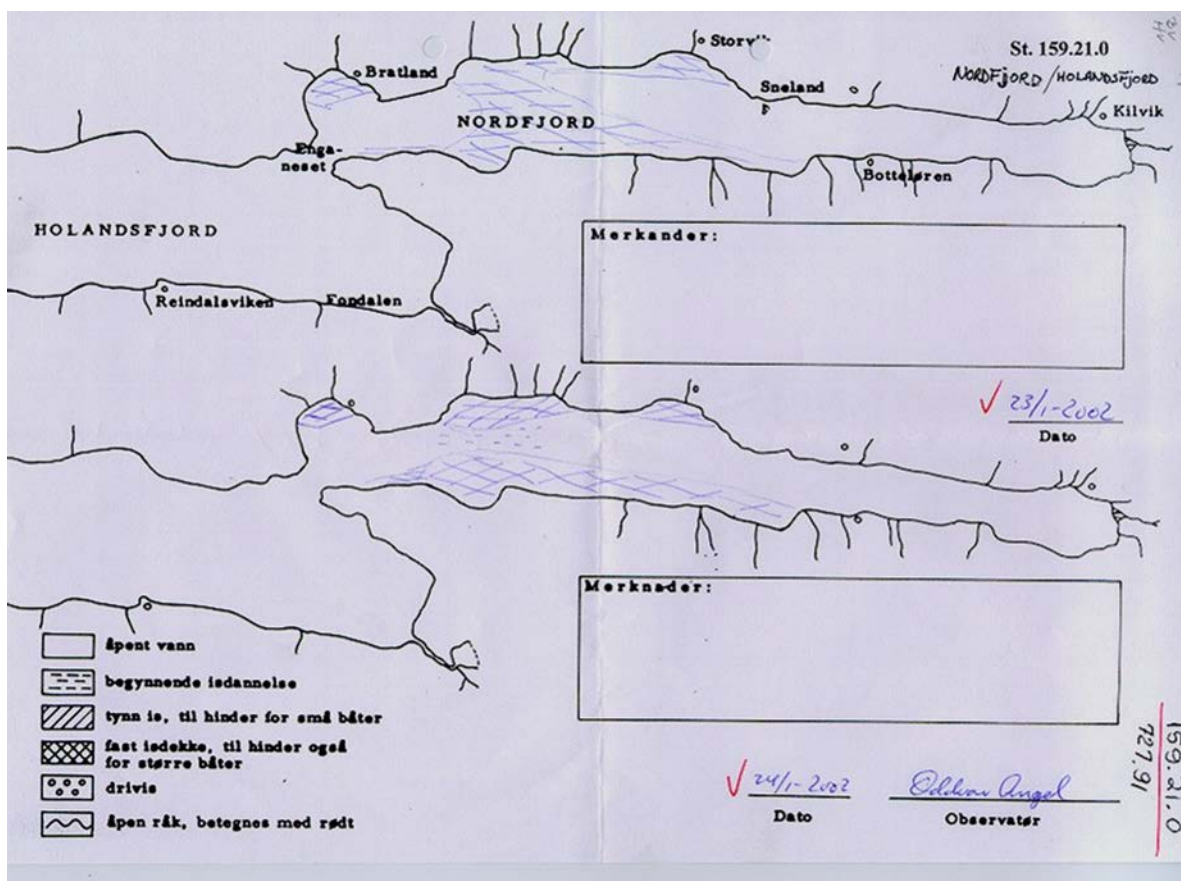 St. 159.21.0
NORDFJORD/HOLANDSFJORD
Bratland
Storvik
Sneland
Kilvik
NORDFJORD
Enga-
neset
Botteløren
HOLANDSFJORD
Merkander:
Reindalsviken
Fondalen
23/1-2002
Dato
Merknader:
åpent vann
begynnende isdannelse
tynn is, til hinder for små båter
fast isdekke, til hinder også
for større båter
drivis
åpen råk, betegnes med rødt
24/1-2002
Oddvar Angel
Dato
Observatør
159.21.0
727.91